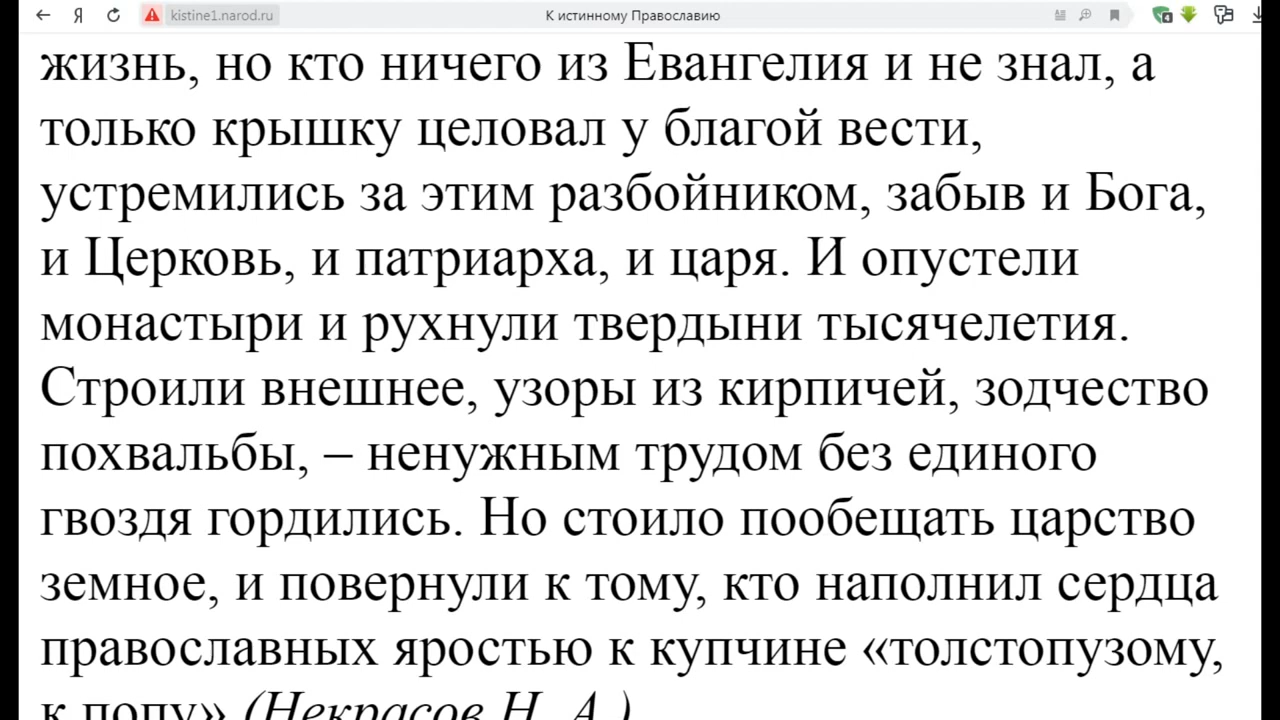 kistine1.narod.ru
К истинному Православию
жизнь, но кто ничего из Евангелия и не знал, а
только крышку целовал у благой вести,
устремились за этим разбойником, забыв и Бога,
и Церковь, и патриарха, и царя. И опустели
монастыри и рухнули твердыни тысячелетия.
Строили внешнее, узоры из кирпичей, зодчество
похвальбы, – ненужным трудом без единого
гвоздя гордились. Но стоило пообещать царство
земное, и повернули к тому, кто наполнил сердца
православных яростью к купчине «толстопузому,
к попу» (Некрасов Н. А.)